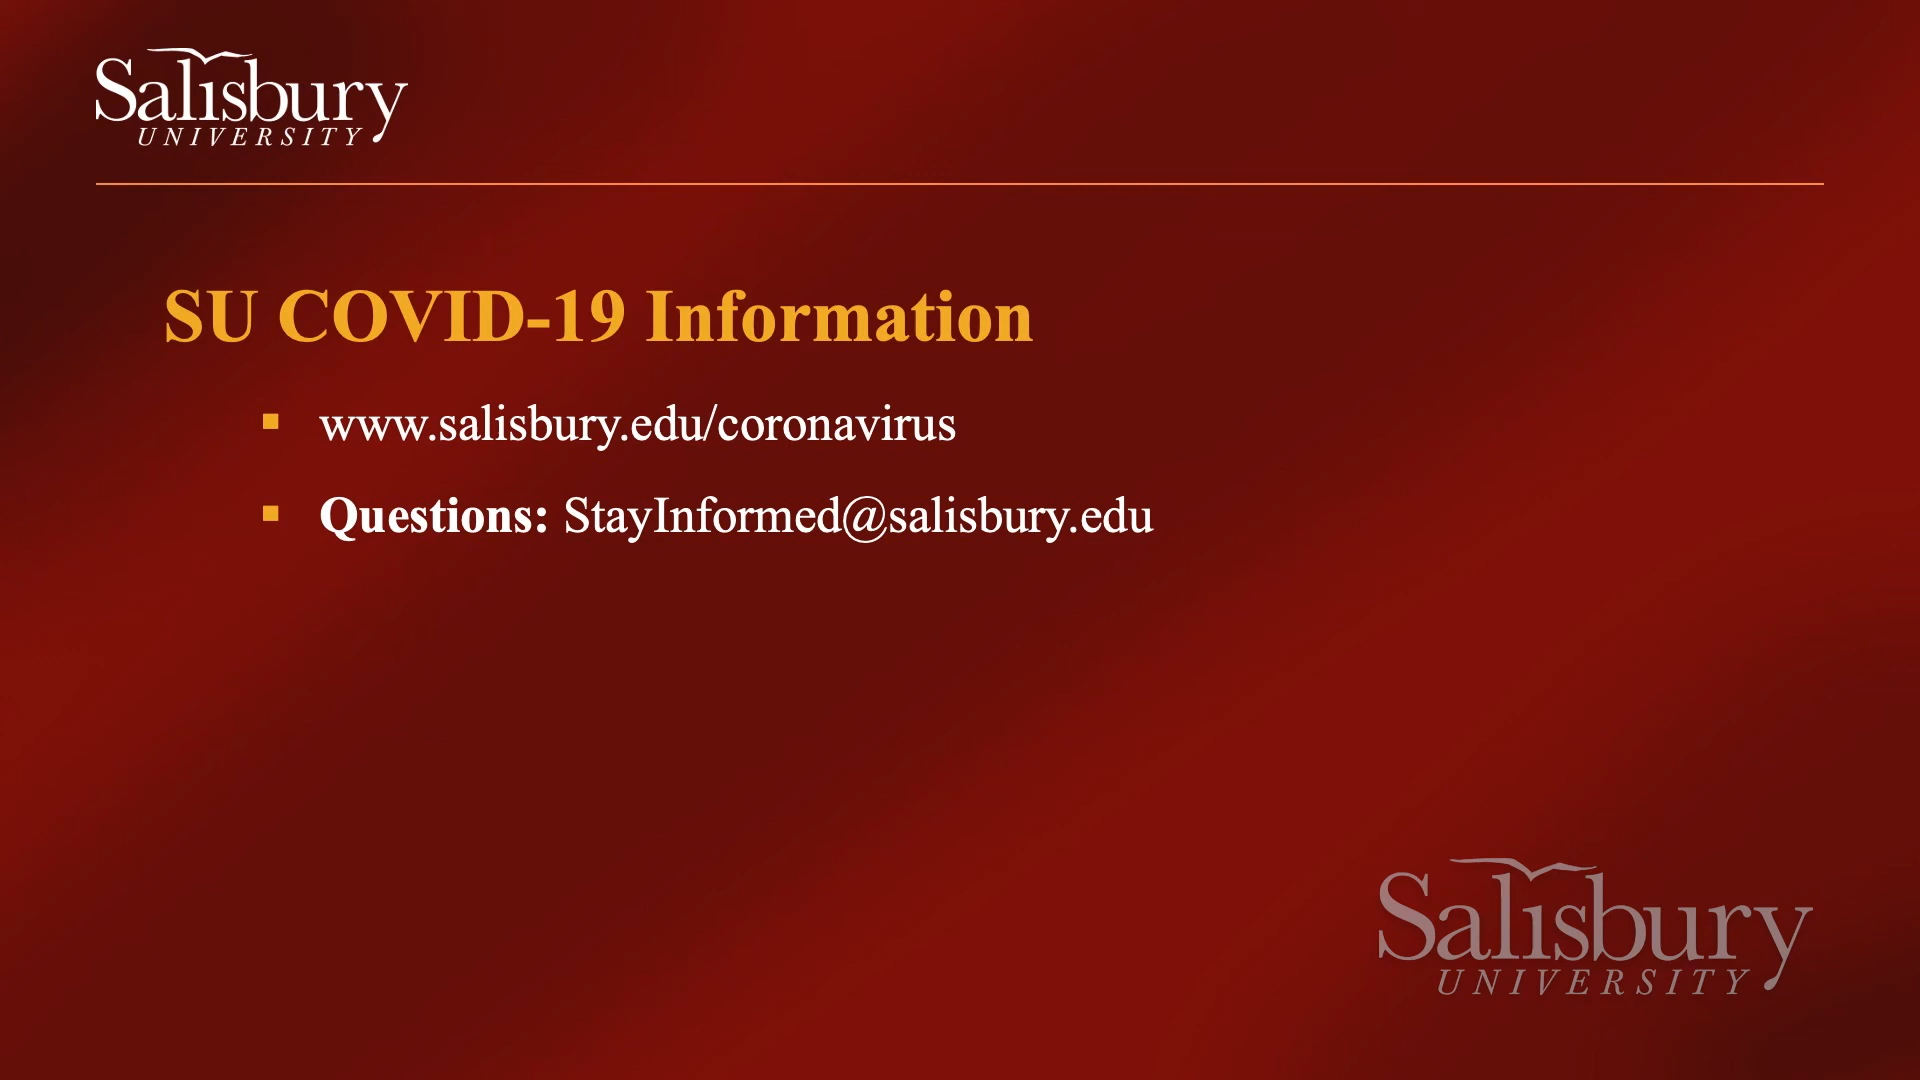 Salisbury
UNIVERSITY
SU COVID-19 Information
www.salisbury.edu/coronavirus
Questions: StayInformed@salisbury.edu
Salisbury
UNIVERSITY